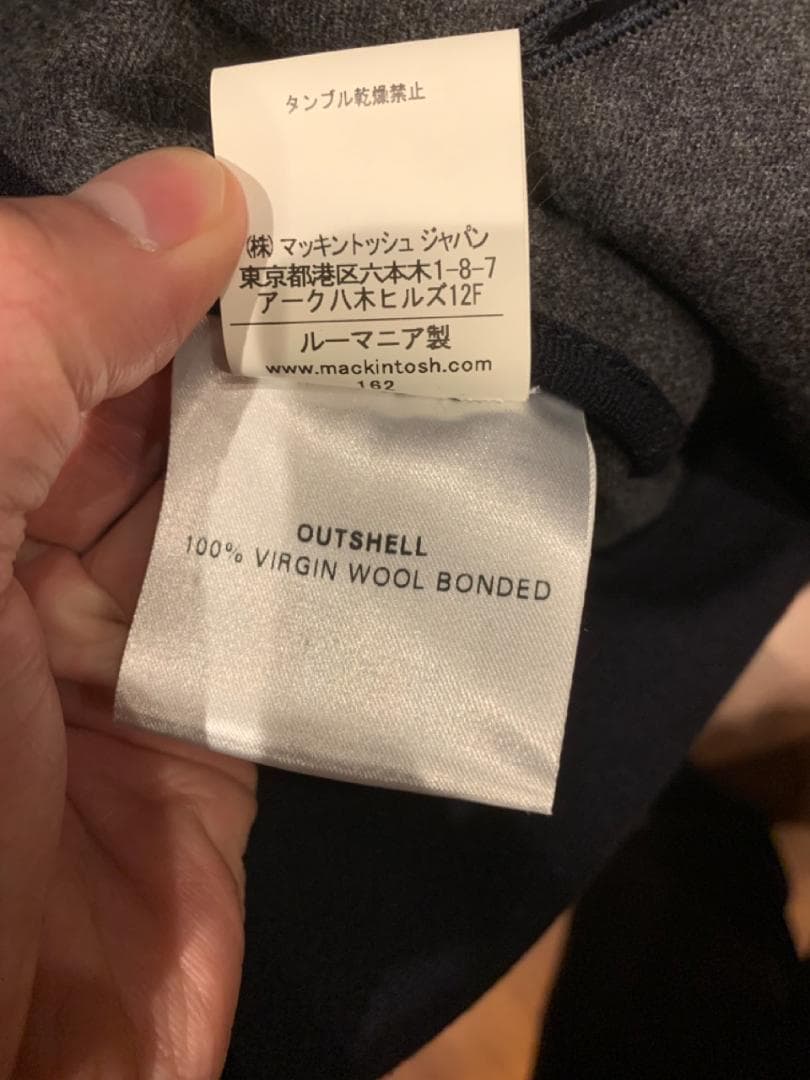 タンブル乾燥禁止
㈱ マッキントッシュ ジャパン
東京都港区六本木1-8-7
アーク八木ヒルズ12F
ルーマニア製
www.mackintosh.com
162
OUTSHELL
100% VIRGIN WOOL BONDED